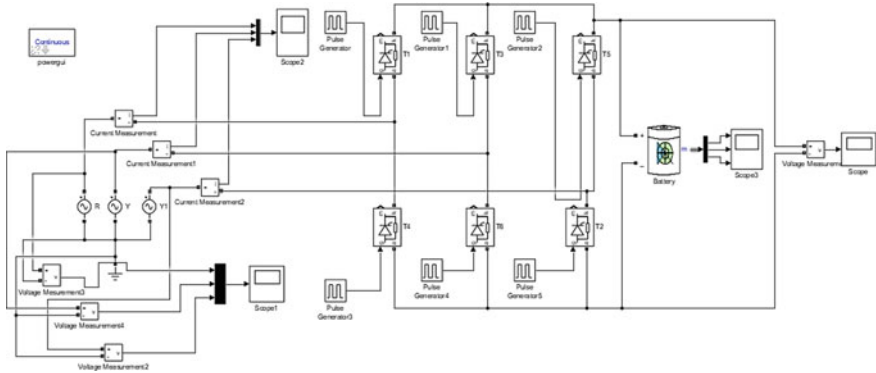 Continuous
powergui
Scope2
Pulse
Generator
Pulse
Generator1
Pulse
Generator2
T1
T3
T5
Current Measurement
Current Measurement1
Current Measurement2
R
Y
Y1
Battery
m
Scope3
Voltage Measurement
Scope
T4
T6
T2
Voltage Measurement3
Voltage Measurement4
Voltage Measurement2
Scope1
Pulse
Generator3
Pulse
Generator4
Pulse
Generator5